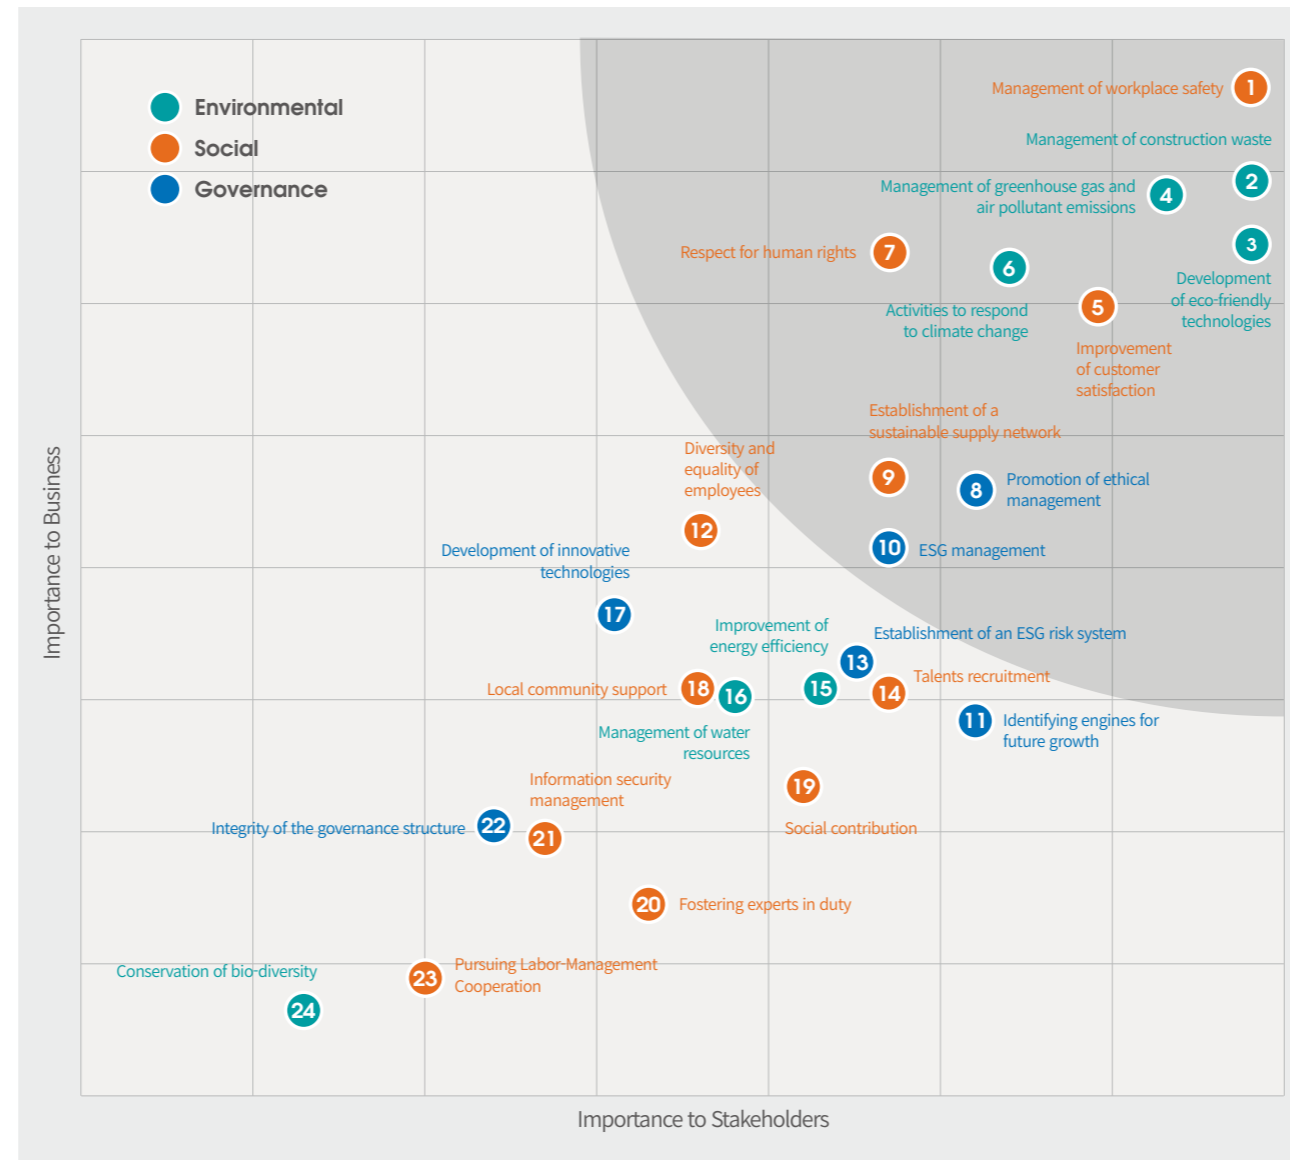 Environmental
Social
Governance
Management of workplace safety
1
Management of construction waste
2
Management of greenhouse gas and
air pollutant emissions
4
3
Development
of eco-friendly
technologies
Respect for human rights
7
6
Activities to respond
to climate change
5
Improvement
of customer
satisfaction
Establishment of a
sustainable supply network
9
8
Promotion of ethical
management
Diversity and
equality of
employees
12
10
ESG management
Development of innovative
technologies
17
Improvement of
energy efficiency
15
Establishment of an ESG risk system
13
14
Talents recruitment
Local community support
18
16
Management of water
resources
11
Identifying engines for
future growth
Information security
management
21
19
Social contribution
Integrity of the governance structure
22
20
Fostering experts in duty
Conservation of bio-diversity
24
23
Pursuing Labor-Management
Cooperation
Importance to Business
Importance to Stakeholders